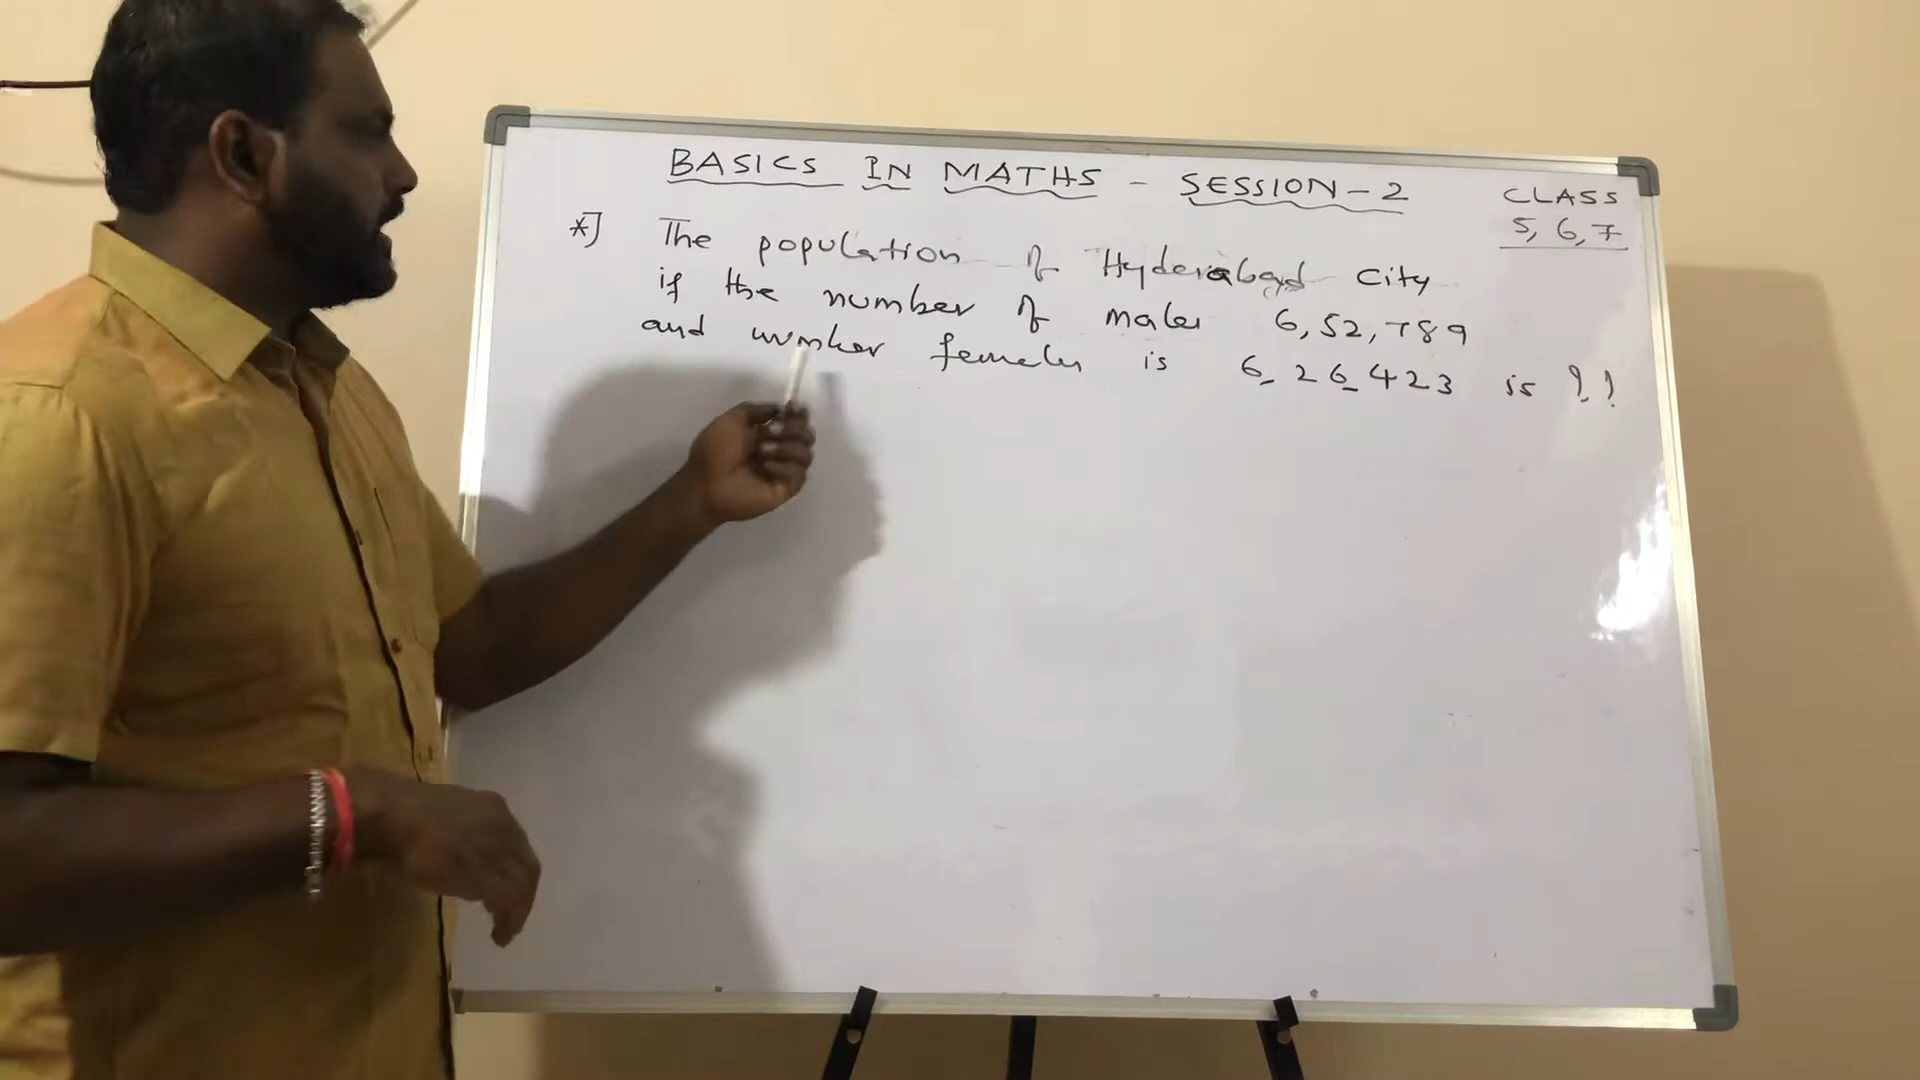 BASICS IN MATHS - SESSION - 2
CLASS
5, 6, 7
*] The population of Hyderabad city
if the number of males 6,52,789
and number females is 6,26,423 is ??